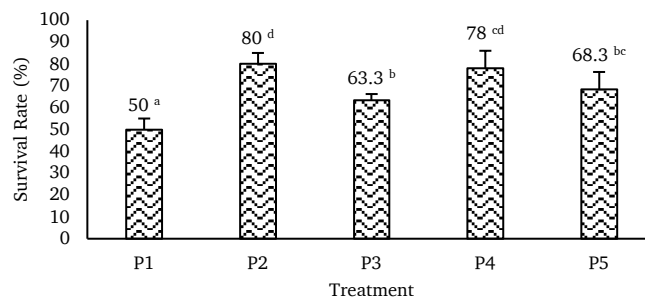 100
90
80
70
60
50
40
30
20
10
0
Survival Rate (%)
50 a
80 d
63.3 b
78 cd
68.3 bc
P1 P2 P3 P4 P5
Treatment